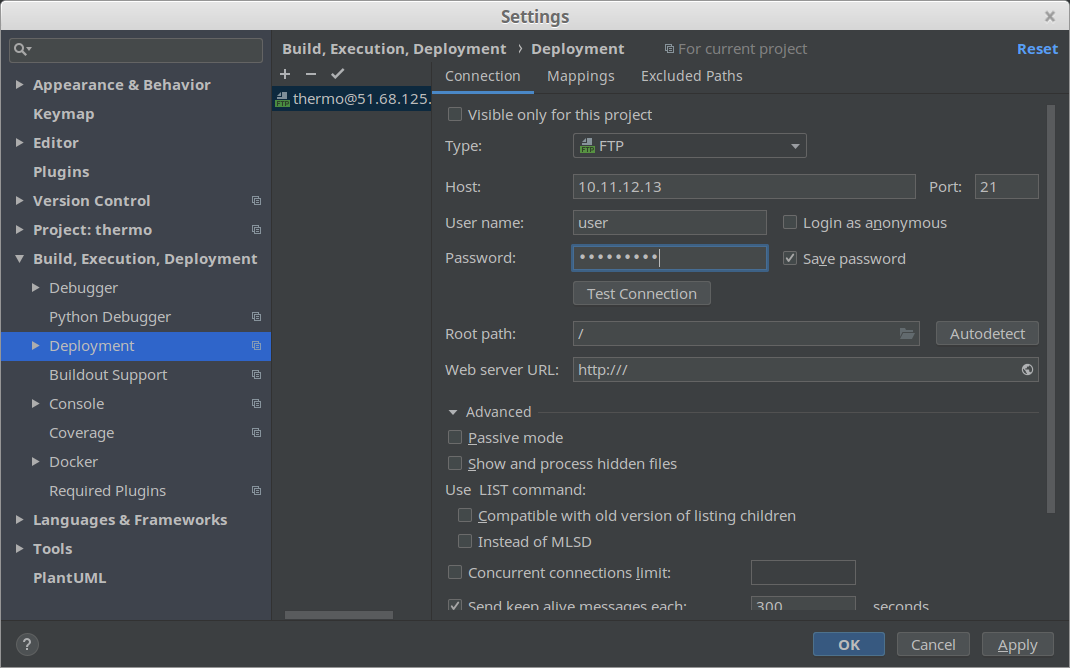 Settings
Build, Execution, Deployment › Deployment For current project Reset
Appearance & Behavior
Keymap
Editor
Plugins
Version Control
Project: thermo
Build, Execution, Deployment
Debugger
Python Debugger
Deployment
Buildout Support
Console
Coverage
Docker
Required Plugins
Languages & Frameworks
Tools
PlantUML
FTP thermo@51.68.125.
Connection Mappings Excluded Paths
Visible only for this project
Type: FTP FTP
Host: 10.11.12.13 Port: 21
User name: user Login as anonymous
Password: ••••••••• Save password
Test Connection
Root path: / Autodetect
Web server URL: http:///
Advanced
Passive mode
Show and process hidden files
Use LIST command:
Compatible with old version of listing children
Instead of MLSD
Concurrent connections limit:
Send keep alive messages each: 300 seconds
? OK Cancel Apply